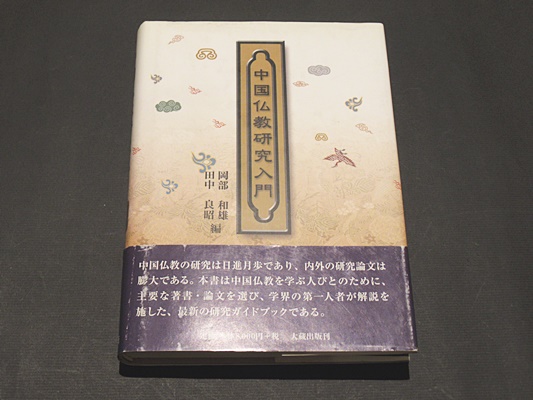 中国仏教研究入門
岡部 和雄
田中 良昭 編
中国仏教の研究は日進月歩であり、内外の研究論文は
膨大である。本書は中国仏教を学ぶ人びとのために、
主要な著書・論文を選び、学界の第一人者が解説を
施した、最新の研究ガイドブックである。
000円+税 大蔵出版刊